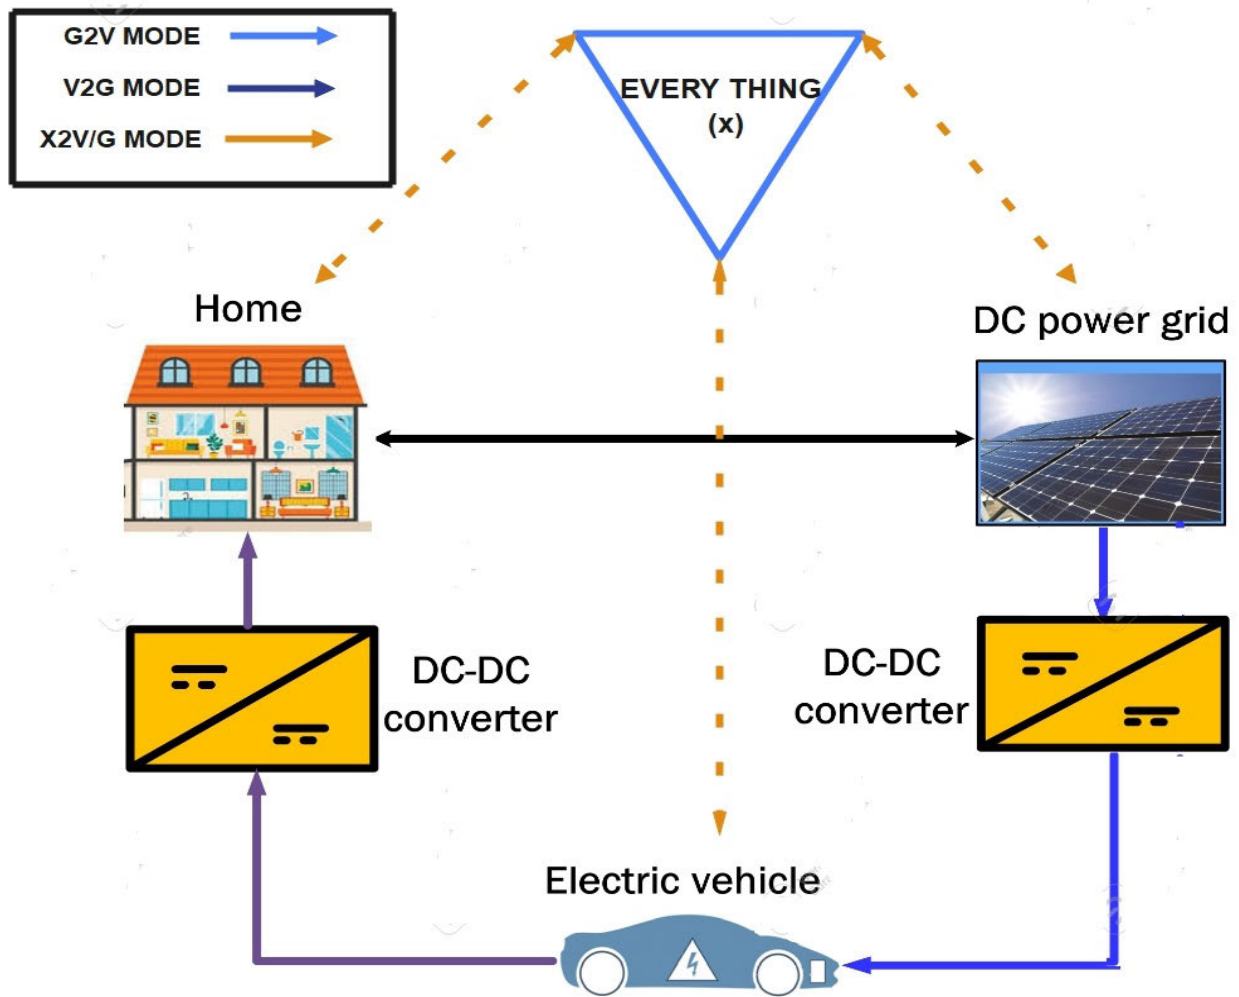 G2V MODE
V2G MODE
X2V/G MODE
EVERY THING
(x)
Home
DC power grid
DC-DC
converter
DC-DC
converter
Electric vehicle